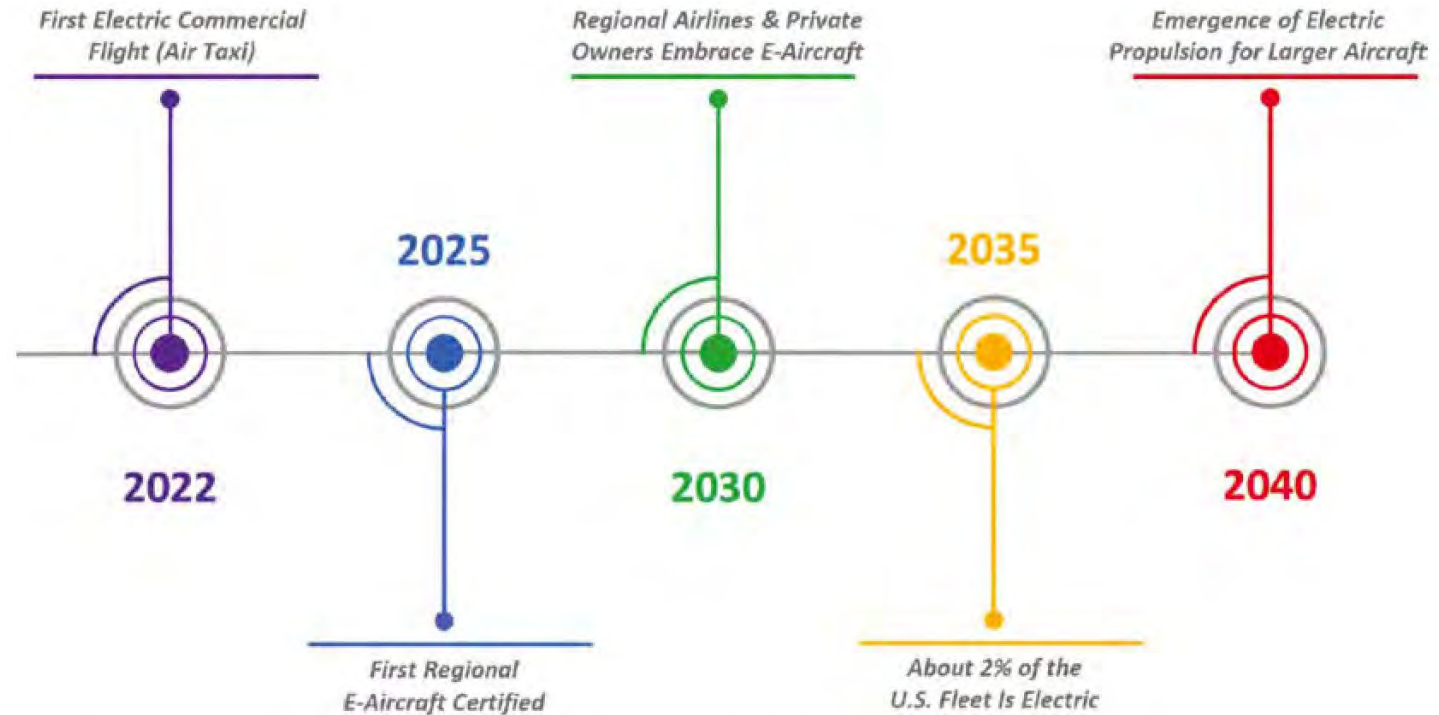 First Electric Commercial
Flight (Air Taxi)
Regional Airlines & Private
Owners Embrace E-Aircraft
Emergence of Electric
Propulsion for Larger Aircraft
2025
2035
2022
2030
2040
First Regional
E-Aircraft Certified
About 2% of the
U.S. Fleet Is Electric